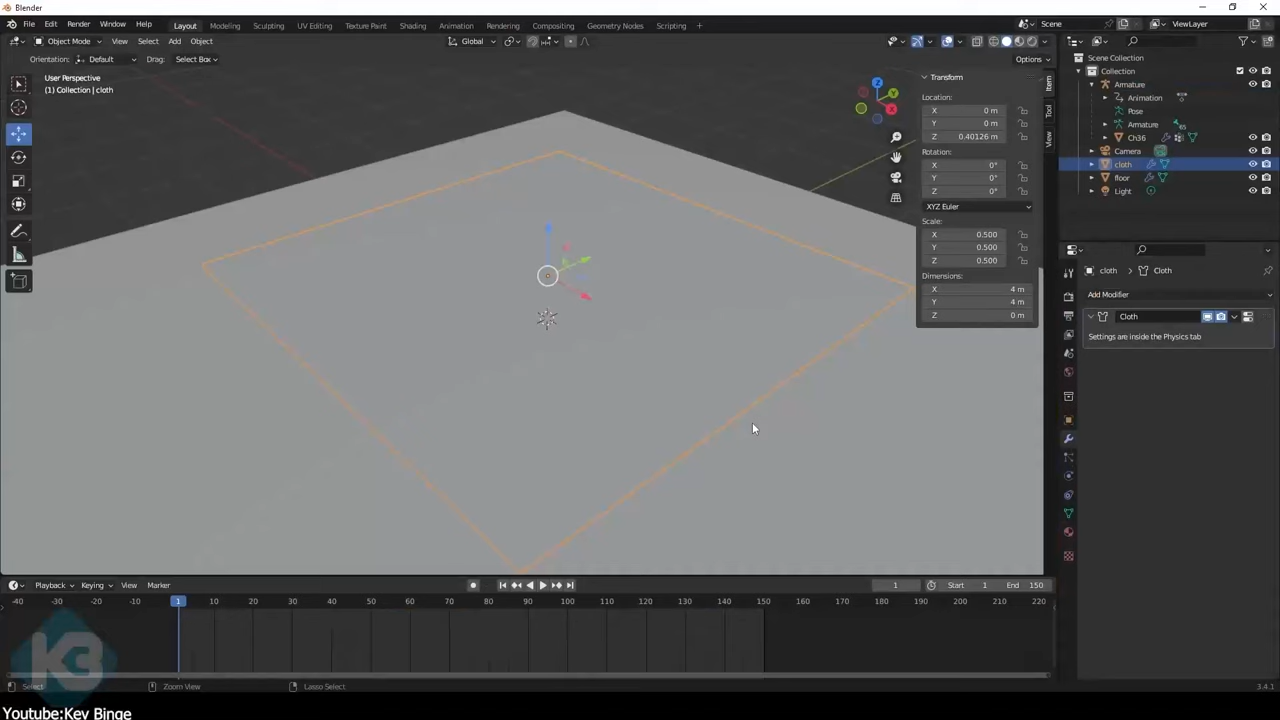 Blender
File Edit Render Window Help Layout Modeling Sculpting UV Editing Texture Paint Shading Animation Rendering Compositing Geometry Nodes Scripting + Scene ViewLayer
Object Mode View Select Add Object Global
Orientation: Default Drag: Select Box Options
User Perspective
(1) Collection | cloth
Transform
Location:
X 0 m
Y 0 m
Z 0.40126 m
Rotation:
X 0°
Y 0°
Z 0°
XYZ Euler
Scale:
X 0.500
Y 0.500
Z 0.500
Dimensions:
X 4 m
Y 4 m
Z 0 m
Item
Tool
View
Z
Y
X
Scene Collection
Collection
Armature
Animation
Pose
Armature
Ch36
Camera
cloth
floor
Light
cloth > Cloth
Add Modifier
Cloth
Settings are inside the Physics tab
Playback Keying View Marker 1 Start 1 End 150
-40 -30 -20 -10 1 10 20 30 40 50 60 70 80 90 100 110 120 130 140 150 160 170 180 190 200 210 220
K3
Select Zoom View Lasso Select 3.4.1
Youtube:Kev Binge